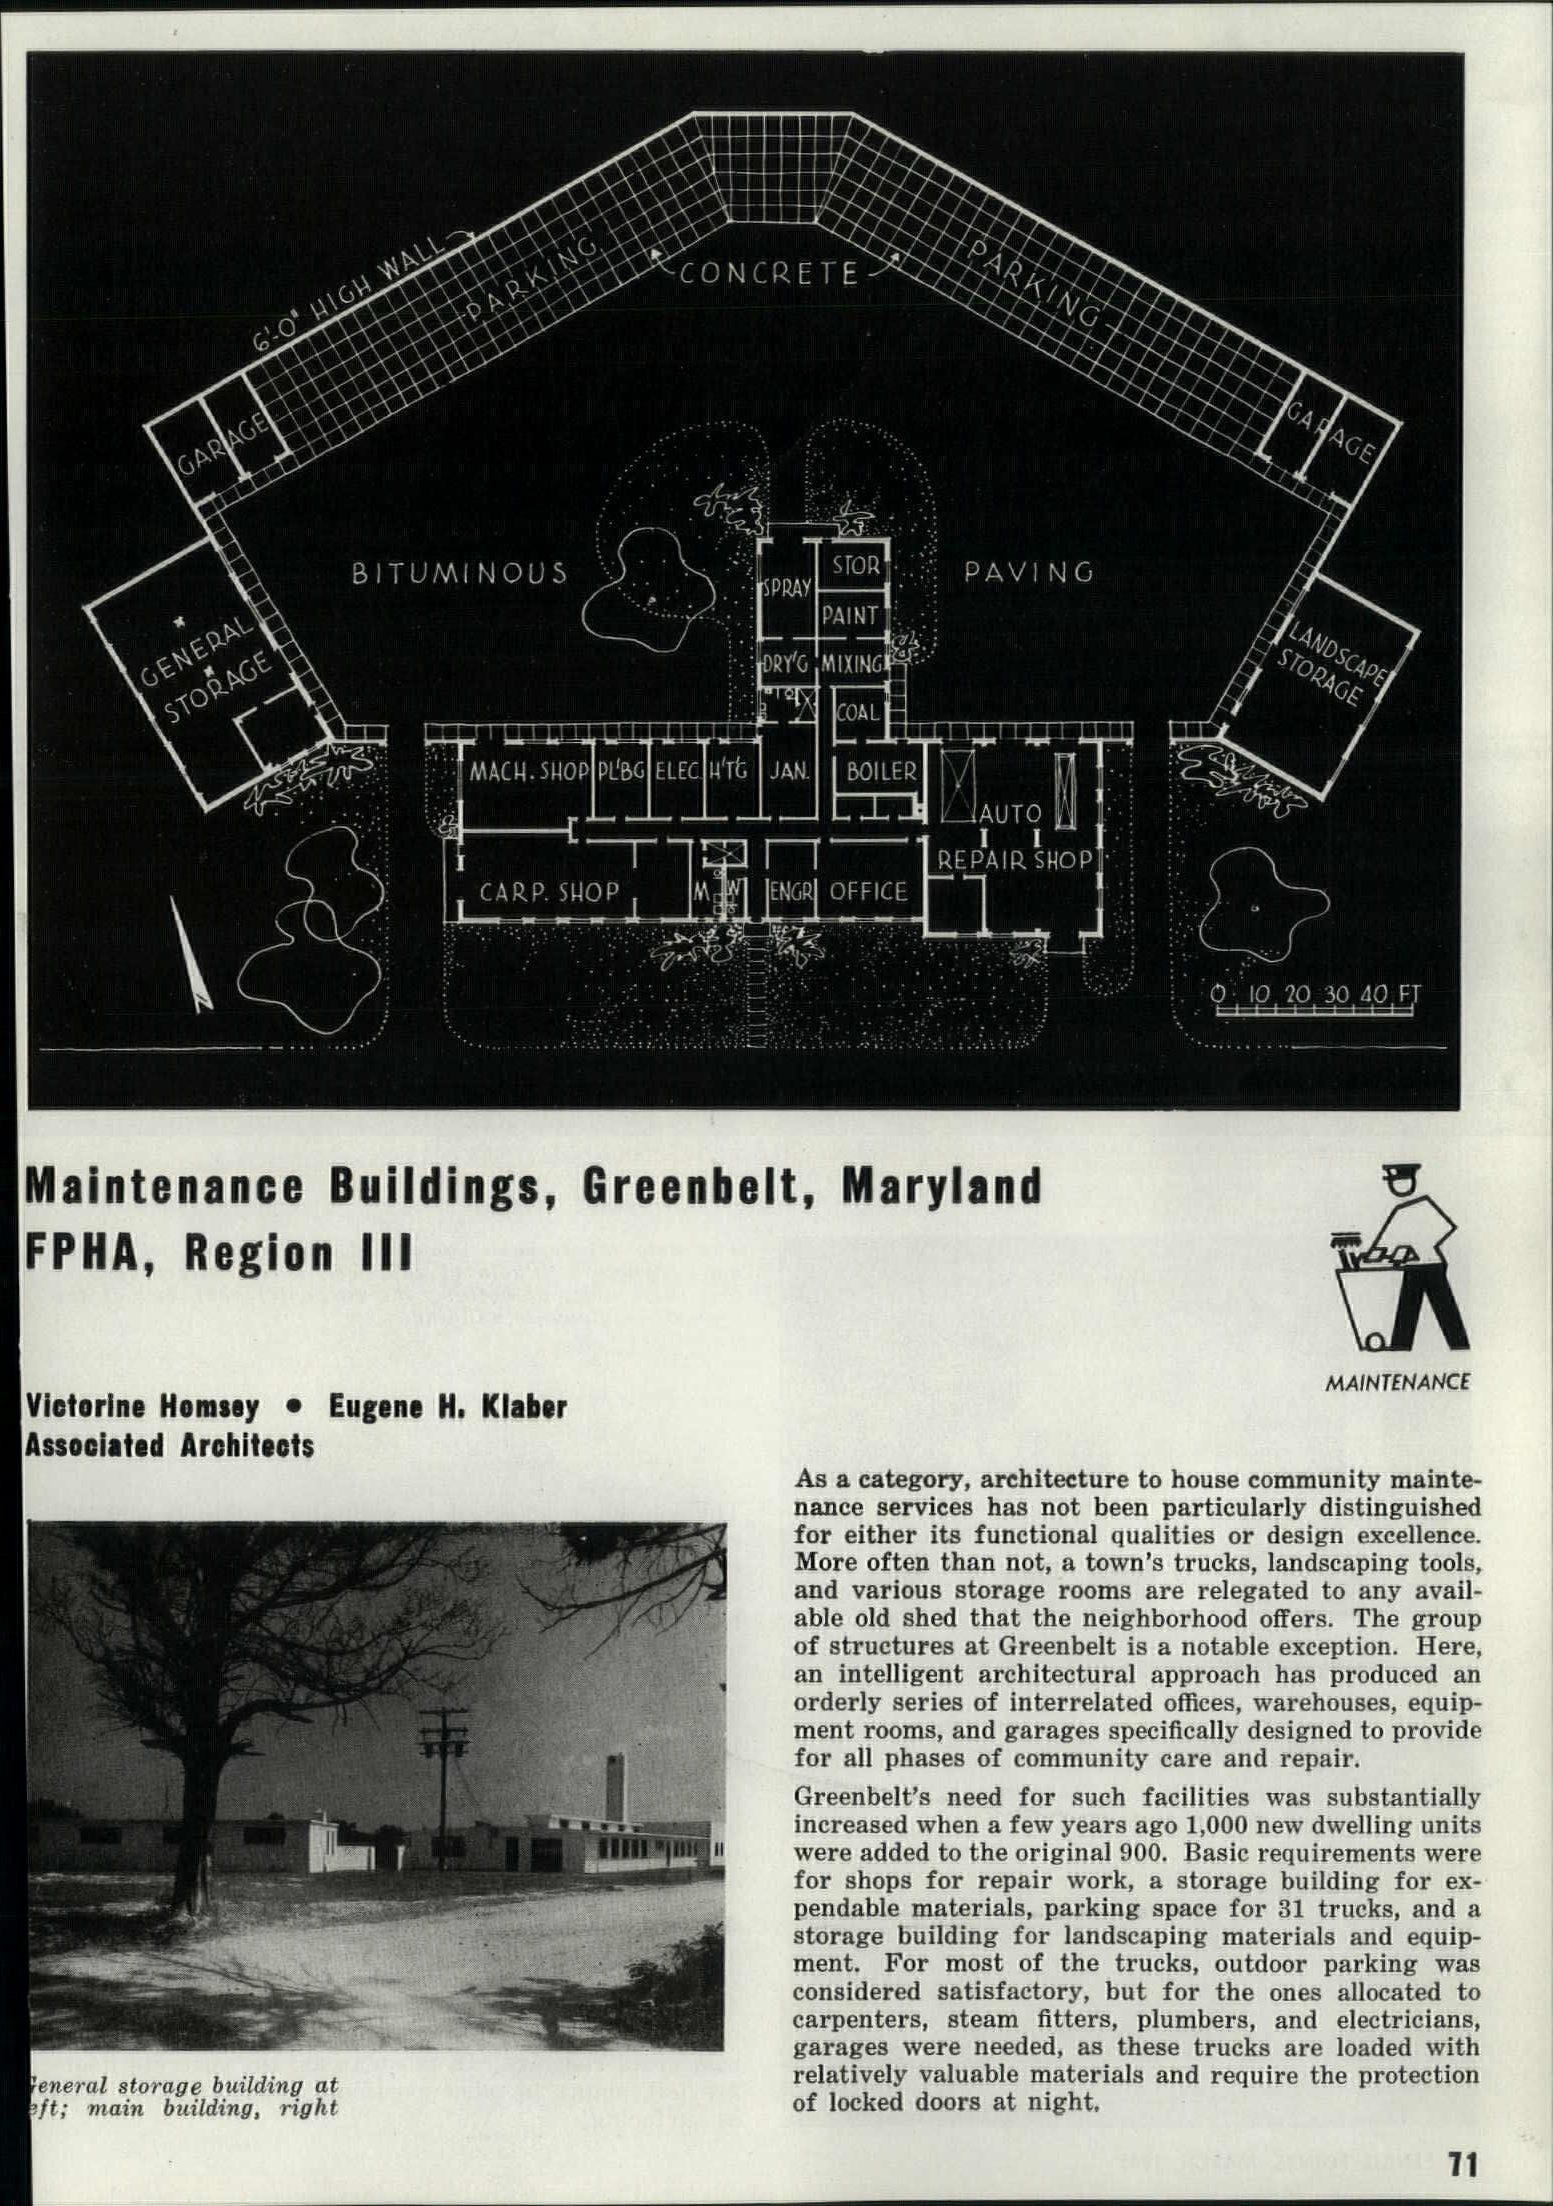 6'-0" HIGH WALL
PARKING
CONCRETE
PARKING
GARAGE
GARAGE
BITUMINOUS
PAVING
SPRAY
STOR
PAINT
DRY'G
MIXING
COAL
GENERAL
STORAGE
LANDSCAPE
STORAGE
MACH. SHOP
PL'BG
ELEC.
H'T'G
JAN.
BOILER
AUTO
REPAIR SHOP
CARP. SHOP
M
W
ENGR
OFFICE
0 10 20 30 40 FT
Maintenance Buildings, Greenbelt, Maryland
FPHA, Region III
MAINTENANCE
Victorine Homsey • Eugene H. Klaber
Associated Architects
General storage building at
eft; main building, right
As a category, architecture to house community mainte-
nance services has not been particularly distinguished
for either its functional qualities or design excellence.
More often than not, a town's trucks, landscaping tools,
and various storage rooms are relegated to any avail-
able old shed that the neighborhood offers. The group
of structures at Greenbelt is a notable exception. Here,
an intelligent architectural approach has produced an
orderly series of interrelated offices, warehouses, equip-
ment rooms, and garages specifically designed to provide
for all phases of community care and repair.
Greenbelt's need for such facilities was substantially
increased when a few years ago 1,000 new dwelling units
were added to the original 900. Basic requirements were
for shops for repair work, a storage building for ex-
pendable materials, parking space for 31 trucks, and a
storage building for landscaping materials and equip-
ment. For most of the trucks, outdoor parking was
considered satisfactory, but for the ones allocated to
carpenters, steam fitters, plumbers, and electricians,
garages were needed, as these trucks are loaded with
relatively valuable materials and require the protection
of locked doors at night.
71